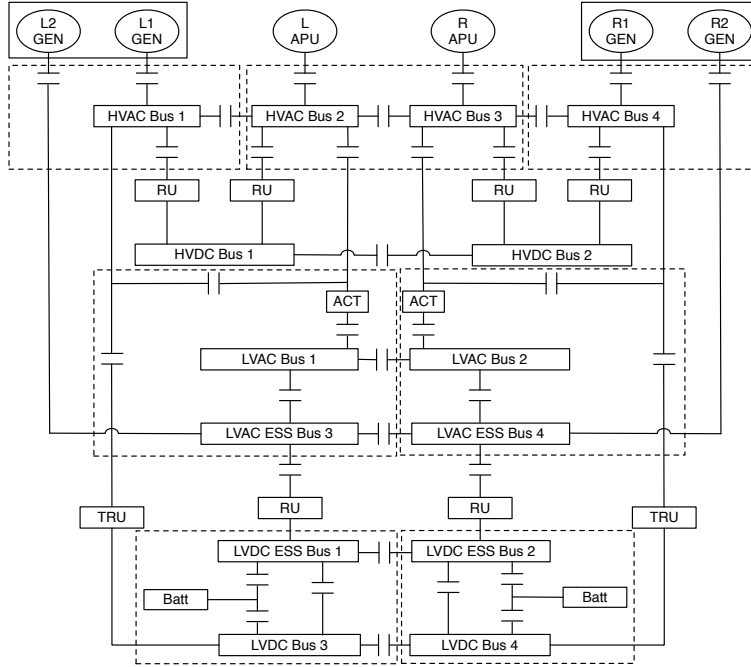 L2 GEN
L1 GEN
L APU
R APU
R1 GEN
R2 GEN
HVAC Bus 1
HVAC Bus 2
HVAC Bus 3
HVAC Bus 4
RU
RU
RU
RU
HVDC Bus 1
HVDC Bus 2
ACT
ACT
LVAC Bus 1
LVAC Bus 2
LVAC ESS Bus 3
LVAC ESS Bus 4
TRU
RU
RU
TRU
LVDC ESS Bus 1
LVDC ESS Bus 2
Batt
Batt
LVDC Bus 3
LVDC Bus 4